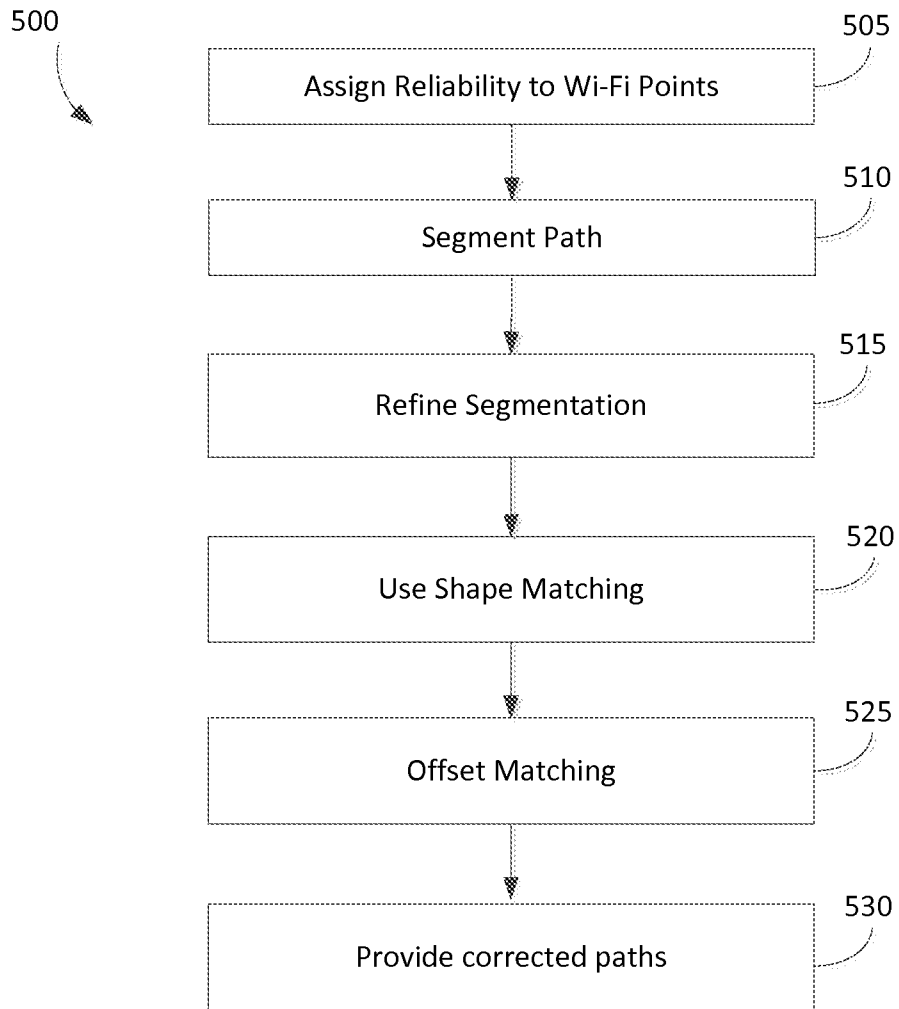 500
505
Assign Reliability to Wi-Fi Points
510
Segment Path
515
Refine Segmentation
520
Use Shape Matching
525
Offset Matching
530
Provide corrected paths